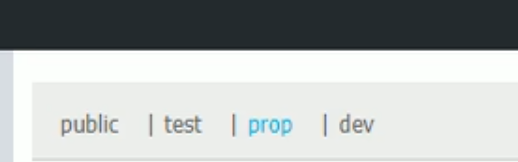 public | test | prop | dev